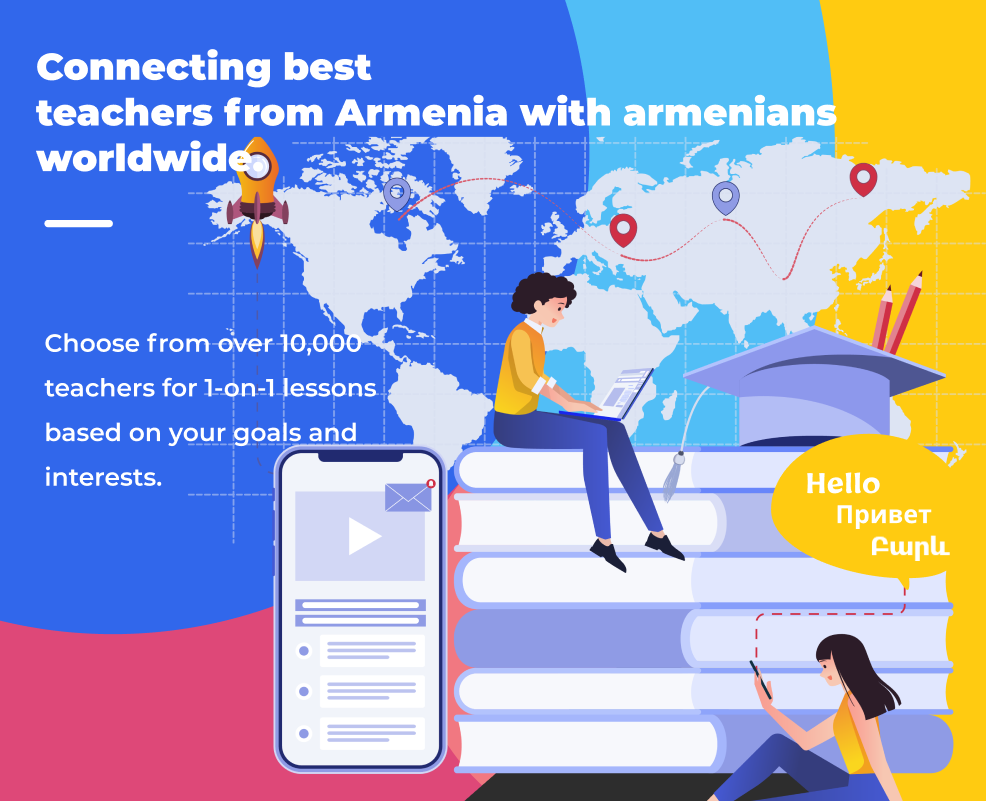 Connecting best
teachers from Armenia with armenians
worldwide
Choose from over 10,000
teachers for 1-on-1 lessons
based on your goals and
interests.
Hello
Привет
Բարև